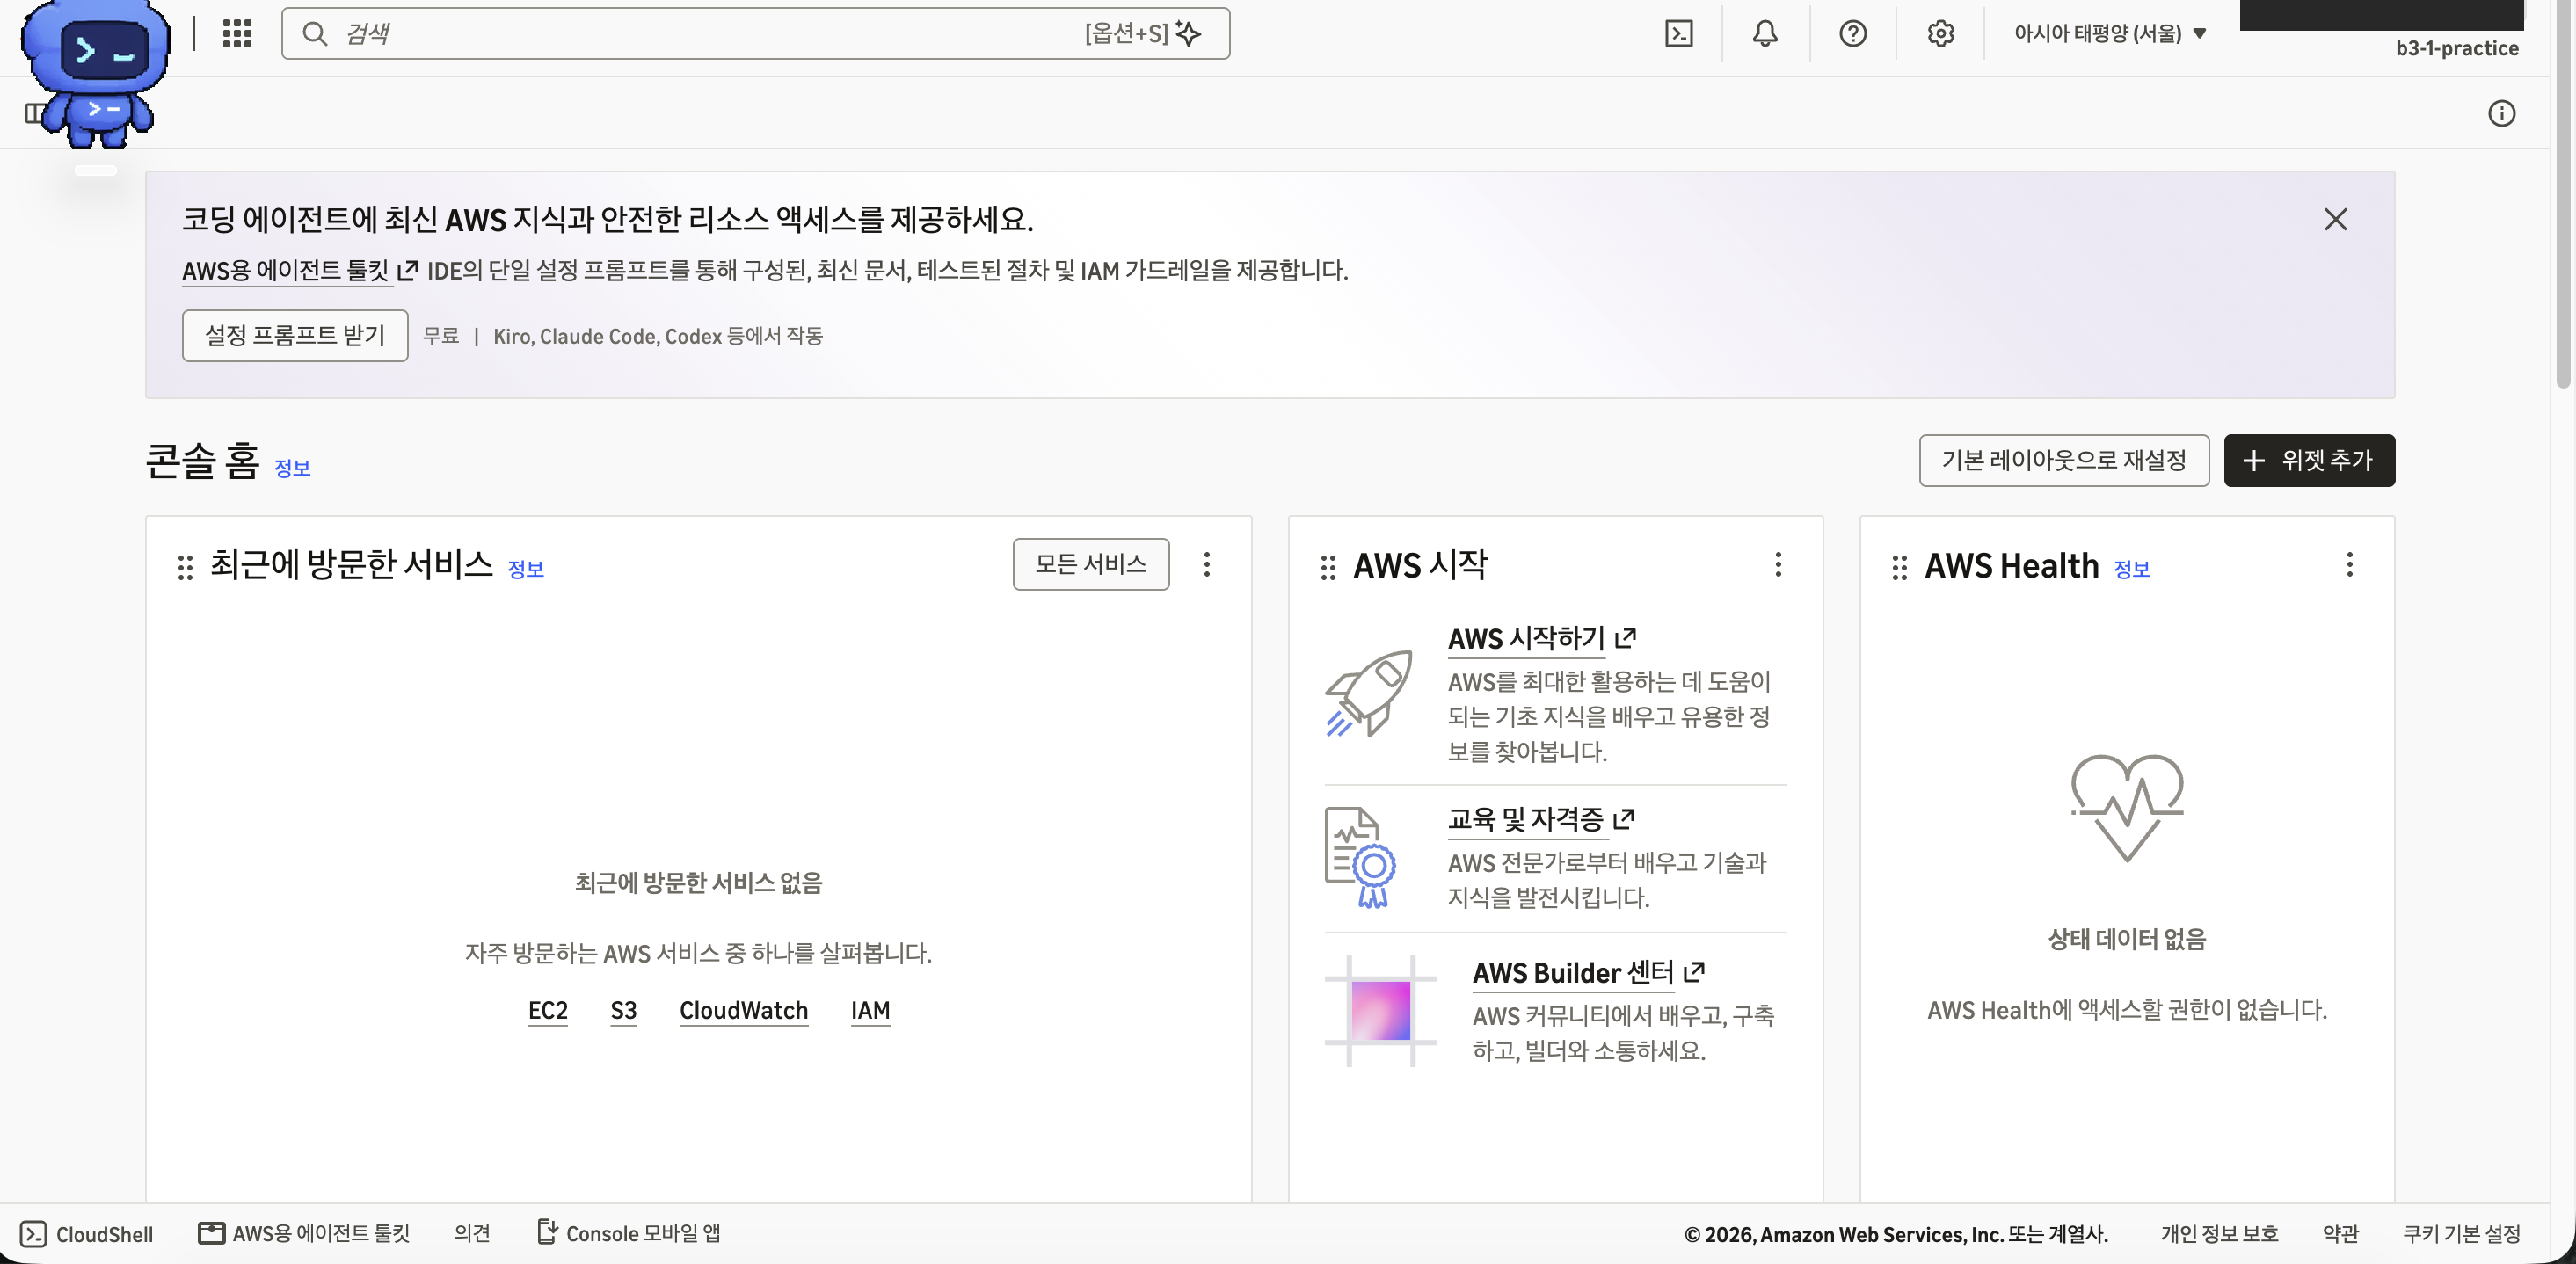 검색
[옵션+S]
아시아 태평양 (서울)
b3-1-practice
코딩 에이전트에 최신 AWS 지식과 안전한 리소스 액세스를 제공하세요.
AWS용 에이전트 툴킷 IDE의 단일 설정 프롬프트를 통해 구성된, 최신 문서, 테스트된 절차 및 IAM 가드레일을 제공합니다.
설정 프롬프트 받기 무료 | Kiro, Claude Code, Codex 등에서 작동
콘솔 홈 정보
기본 레이아웃으로 재설정
+ 위젯 추가
최근에 방문한 서비스 정보
모든 서비스
최근에 방문한 서비스 없음
자주 방문하는 AWS 서비스 중 하나를 살펴봅니다.
EC2 S3 CloudWatch IAM
AWS 시작
AWS 시작하기
AWS를 최대한 활용하는 데 도움이
되는 기초 지식을 배우고 유용한 정
보를 찾아봅니다.
교육 및 자격증
AWS 전문가로부터 배우고 기술과
지식을 발전시킵니다.
AWS Builder 센터
AWS 커뮤니티에서 배우고, 구축
하고, 빌더와 소통하세요.
AWS Health 정보
상태 데이터 없음
AWS Health에 액세스할 권한이 없습니다.
CloudShell
AWS용 에이전트 툴킷
의견
Console 모바일 앱
© 2026, Amazon Web Services, Inc. 또는 계열사.
개인 정보 보호
약관
쿠키 기본 설정